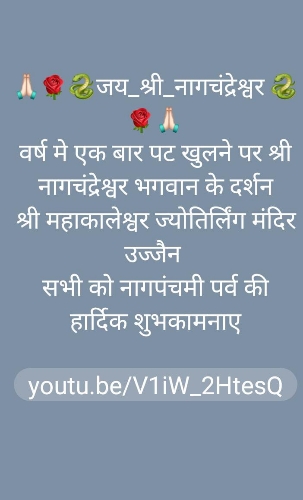 🙏🏻🌹🐍जय_श्री_नागचंद्रेश्वर 🐍
🌹🙏🏻
वर्ष मे एक बार पट खुलने पर श्री
नागचंद्रेश्वर भगवान के दर्शन
श्री महाकालेश्वर ज्योतिर्लिंग मंदिर
उज्जैन
सभी को नागपंचमी पर्व की
हार्दिक शुभकामनाए
youtu.be/V1iW_2HtesQ